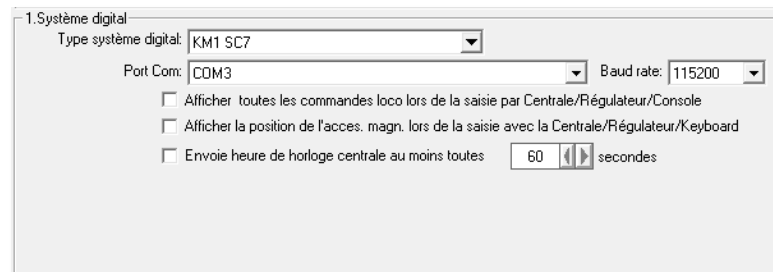 1.Système digital
Type système digital: KM1 SC7
Port Com: COM3 Baud rate: 115200
Afficher toutes les commandes loco lors de la saisie par Centrale/Régulateur/Console
Afficher la position de l'acces. magn. lors de la saisie avec la Centrale/Régulateur/Keyboard
Envoie heure de horloge centrale au moins toutes 60 secondes